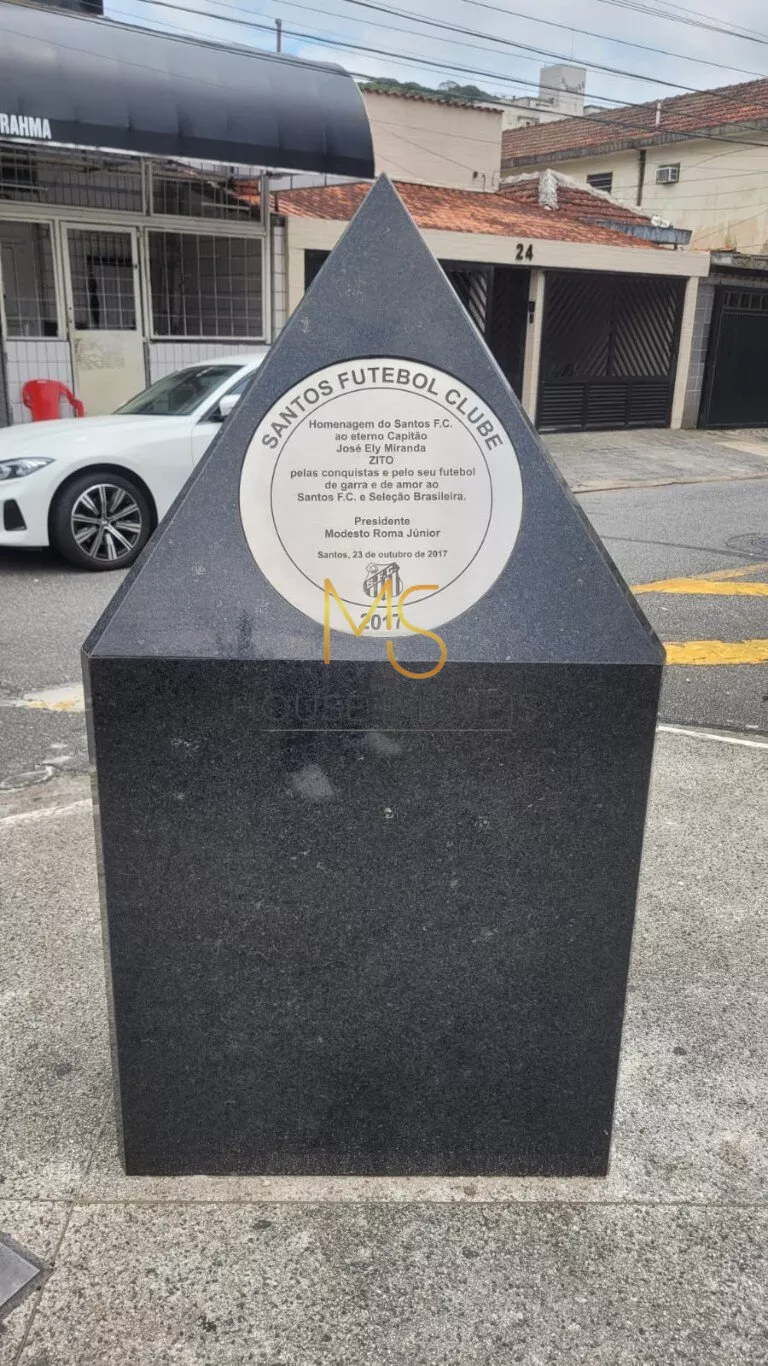 RAHMA
24
SANTOS FUTEBOL CLUBE
Homenagem do Santos F.C.
ao eterno Capitão
José Ely Miranda
ZITO
pelas conquistas e pelo seu futebol
de garra e de amor ao
Santos F.C. e Seleção Brasileira.
Presidente
Modesto Roma Júnior
Santos, 23 de outubro de 2017
S.F.C.
2017
MS
HOUSE